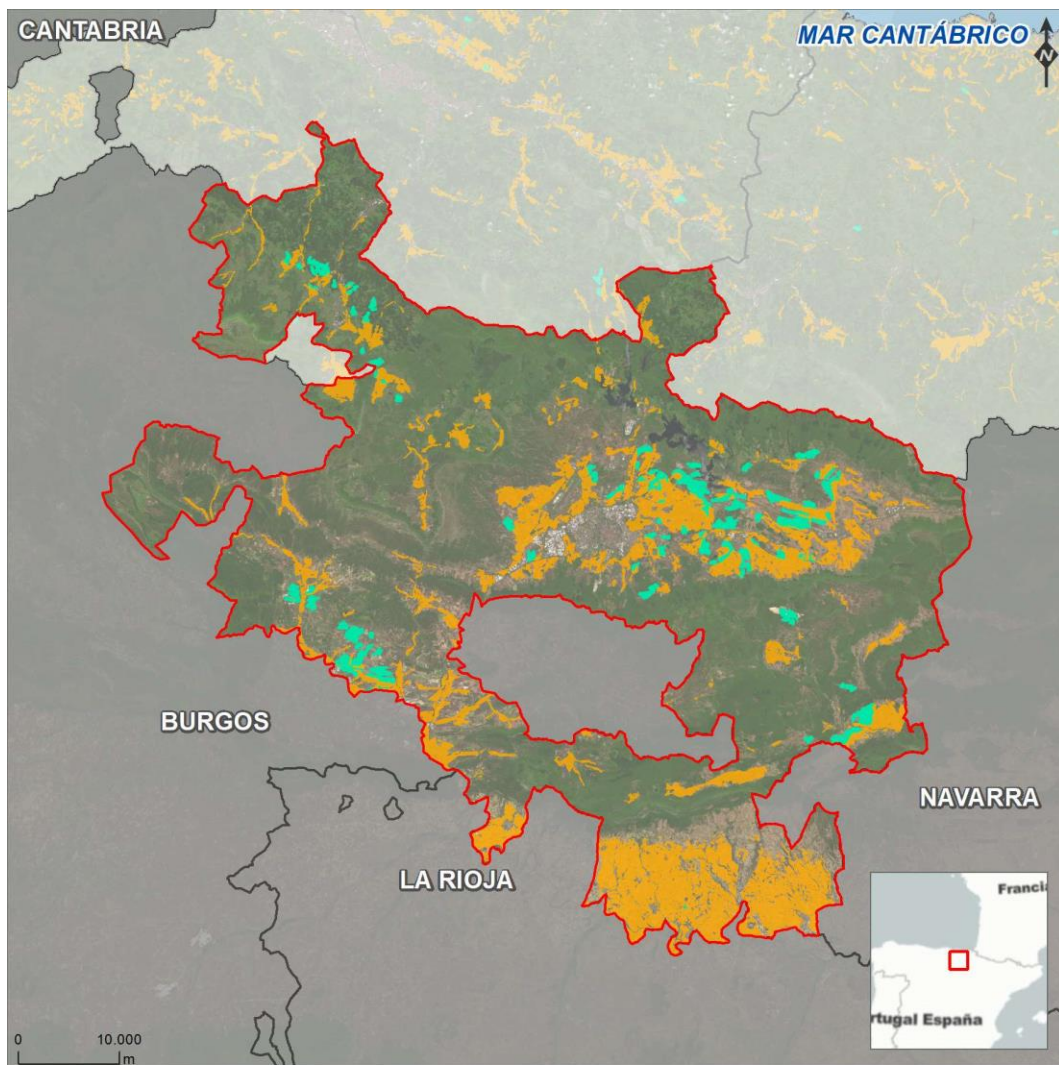 CANTABRIA
MAR CANTÁBRICO
N
BURGOS
NAVARRA
LA RIOJA
Francia
rtugal España
0 10.000
m